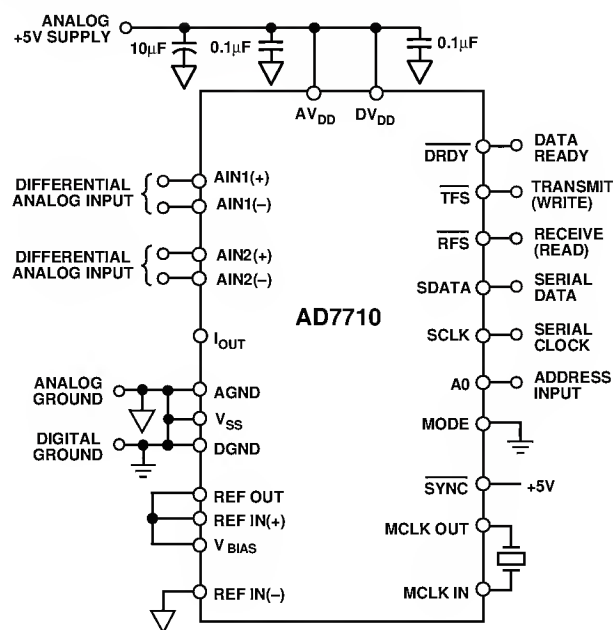 ANALOG
+5V SUPPLY
10µF
0.1µF
0.1µF
AVDD
DVDD
DRDY
DATA
READY
TFS
TRANSMIT
(WRITE)
RFS
RECEIVE
(READ)
SDATA
SERIAL
DATA
SCLK
SERIAL
CLOCK
A0
ADDRESS
INPUT
MODE
SYNC
+5V
MCLK OUT
MCLK IN
AD7710
DIFFERENTIAL
ANALOG INPUT
AIN1(+)
AIN1(−)
DIFFERENTIAL
ANALOG INPUT
AIN2(+)
AIN2(−)
IOUT
ANALOG
GROUND
AGND
VSS
DIGITAL
GROUND
DGND
REF OUT
REF IN(+)
VBIAS
REF IN(−)